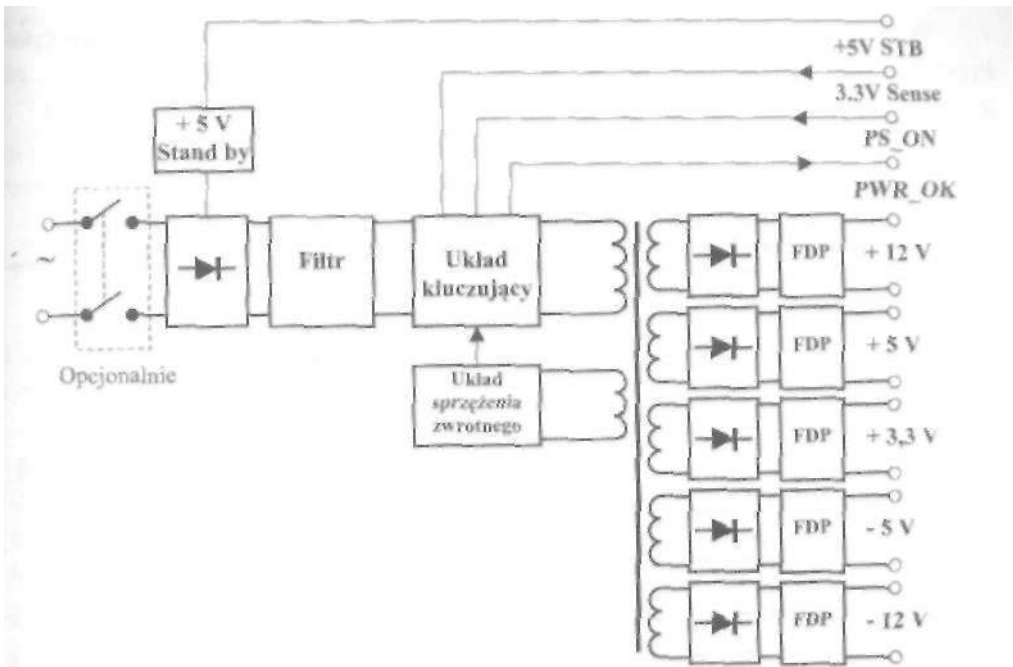 +5V STB
3.3V Sense
PS_ON
PWR_OK
+ 5 V
Stand by
~
Opcjonalnie
Filtr
Układ
kluczujący
Układ
sprzężenia
zwrotnego
FDP
+ 12 V
FDP
+ 5 V
FDP
+ 3,3 V
FDP
- 5 V
FDP
- 12 V